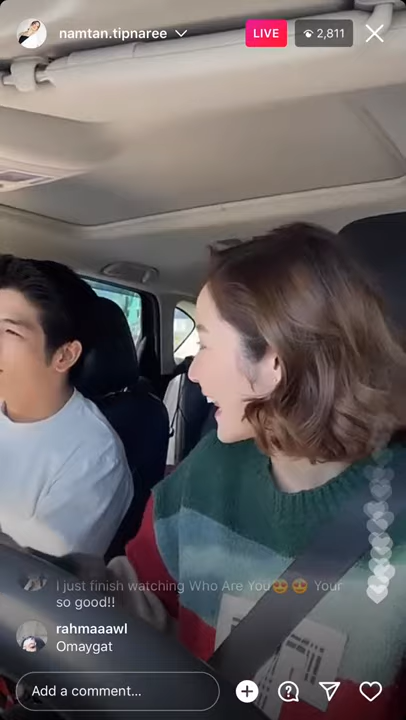 namtan.tipnaree
LIVE
2,811
I just finish watching Who Are You😍😍 Your
so good!!
rahmaaawl
Omaygat
Add a comment...